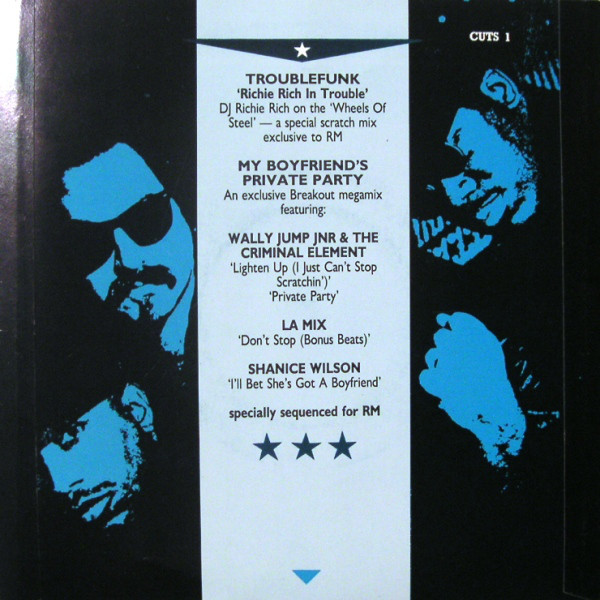 CUTS 1
TROUBLEFUNK
'Richie Rich In Trouble'
DJ Richie Rich on the 'Wheels Of
Steel' — a special scratch mix
exclusive to RM
MY BOYFRIEND'S
PRIVATE PARTY
An exclusive Breakout megamix
featuring:
WALLY JUMP JNR & THE
CRIMINAL ELEMENT
'Lighten Up (I Just Can't Stop
Scratchin')'
'Private Party'
LA MIX
'Don't Stop (Bonus Beats)'
SHANICE WILSON
'I'll Bet She's Got A Boyfriend'
specially sequenced for RM